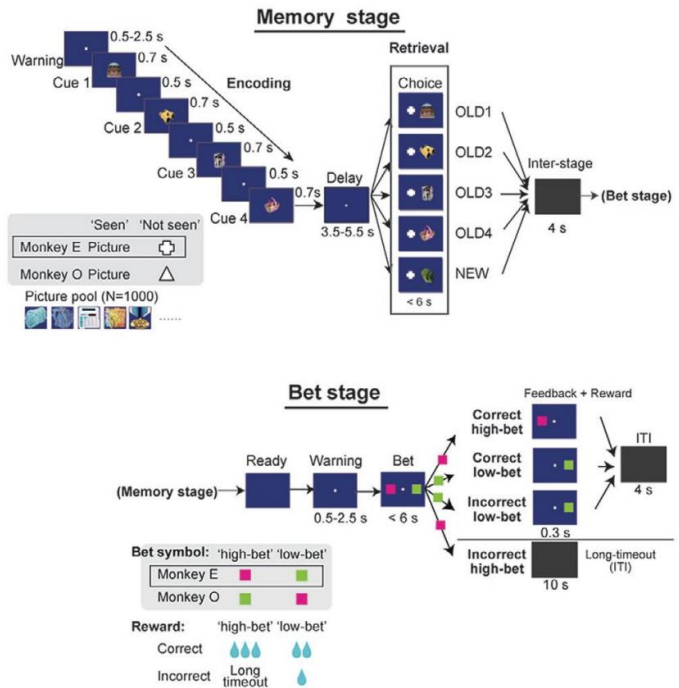 Memory stage
0.5-2.5 s
Warning
0.7 s
Cue 1
0.5 s
Encoding
0.7 s
Cue 2
0.5 s
0.7 s
Cue 3
0.5 s
Cue 4
0.7s
Delay
3.5-5.5 s
Retrieval
Choice
OLD1
OLD2
OLD3
OLD4
NEW
< 6 s
Inter-stage
(Bet stage)
4 s
'Seen' 'Not seen'
Monkey E Picture
Monkey O Picture
Picture pool (N=1000)
......
Bet stage
(Memory stage)
Ready
Warning
0.5-2.5 s
Bet
< 6 s
Feedback + Reward
Correct
high-bet
Correct
low-bet
Incorrect
low-bet
0.3 s
ITI
4 s
Incorrect
high-bet
10 s
Long-timeout
(ITI)
Bet symbol: 'high-bet' 'low-bet'
Monkey E
Monkey O
Reward: 'high-bet' 'low-bet'
Correct
Incorrect Long
timeout